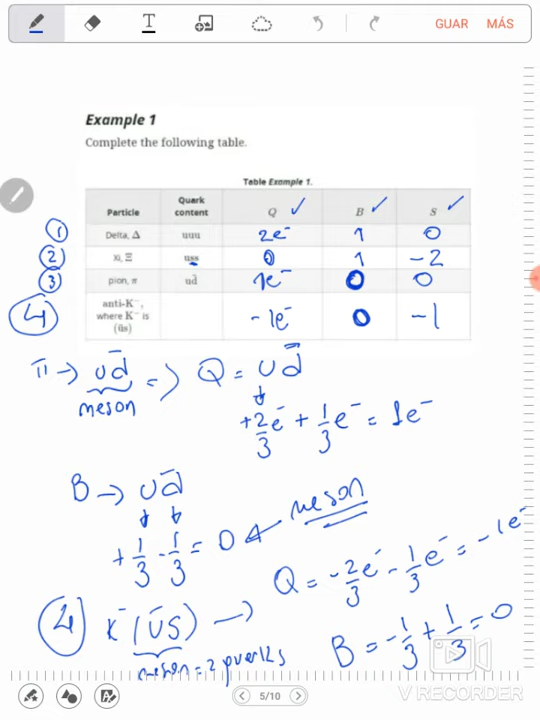 T GUAR MÁS
Example 1
Complete the following table.
Table Example 1.
Particle Quark content Q ✓ B ✓ S ✓
① Delta, Δ uuu 2e⁻ 1 0
② Xi, Ξ uss 0 1 -2
③ pion, π ud̄ 1e⁻ 0 0
④ anti-K⁻, where K⁻ is (ūs) -1e⁻ 0 -1
π → ud̄ => Q = ud̄
meson
+2/3 e⁻ + 1/3 e⁻ = 1e⁻
B → ud̄
meson
+1/3 - 1/3 = 0
Q = -2/3 e⁻ - 1/3 e⁻ = -1e⁻
④ K⁻(ūs) →
meson = 2 quarks
B = -1/3 + 1/3 = 0
5/10
V RECORDER